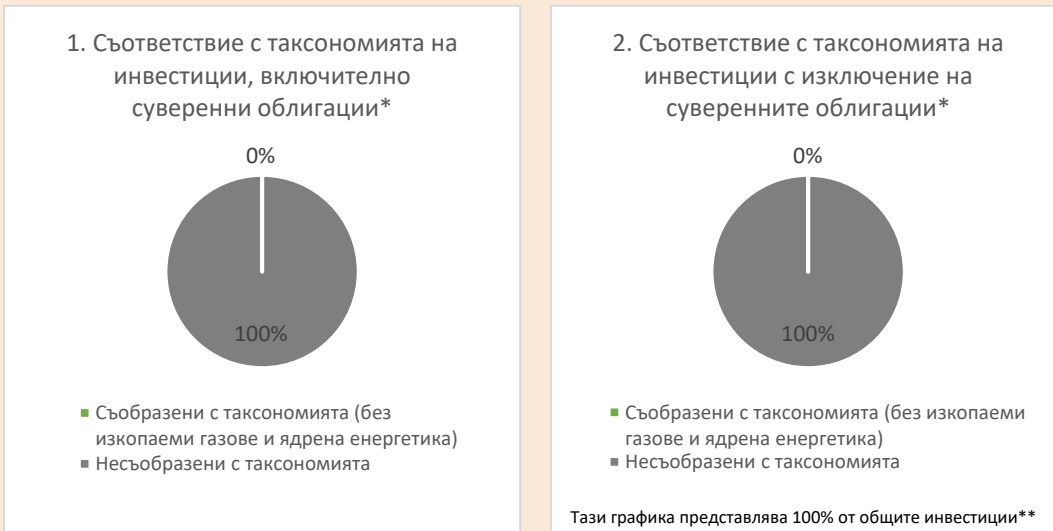 1. Съответствие с таксономията на
инвестиции, включително
суверенни облигации*
0%
100%
■ Съобразени с таксономията (без
изкопаеми газове и ядрена енергетика)
■ Несъобразени с таксономията
2. Съответствие с таксономията на
инвестиции с изключение на
суверенните облигации*
0%
100%
■ Съобразени с таксономията (без изкопаеми
газове и ядрена енергетика)
■ Несъобразени с таксономията
Тази графика представлява 100% от общите инвестиции**